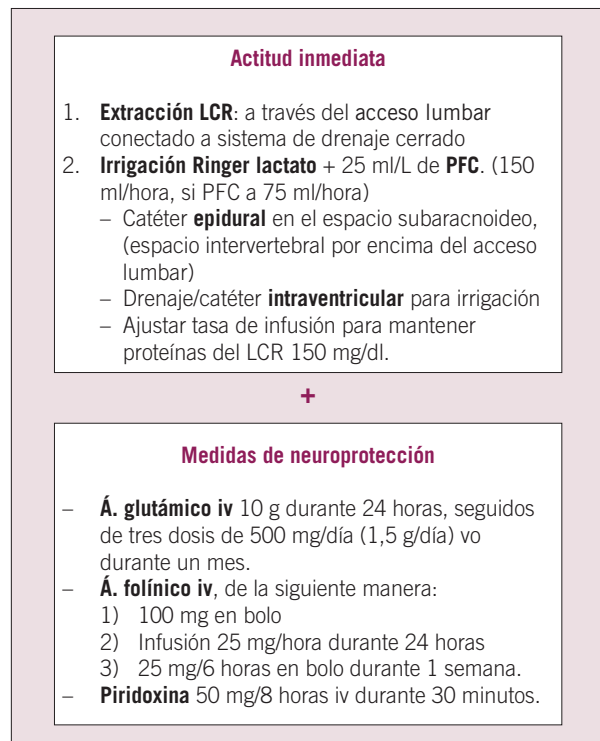 Actitud inmediata
1. Extracción LCR: a través del acceso lumbar
conectado a sistema de drenaje cerrado
2. Irrigación Ringer lactato + 25 ml/L de PFC. (150
ml/hora, si PFC a 75 ml/hora)
– Catéter epidural en el espacio subaracnoideo,
(espacio intervertebral por encima del acceso
lumbar)
– Drenaje/catéter intraventricular para irrigación
– Ajustar tasa de infusión para mantener
proteínas del LCR 150 mg/dl.
+
Medidas de neuroprotección
– Á. glutámico iv 10 g durante 24 horas, seguidos
de tres dosis de 500 mg/día (1,5 g/día) vo
durante un mes.
– Á. folínico iv, de la siguiente manera:
1) 100 mg en bolo
2) Infusión 25 mg/hora durante 24 horas
3) 25 mg/6 horas en bolo durante 1 semana.
– Piridoxina 50 mg/8 horas iv durante 30 minutos.